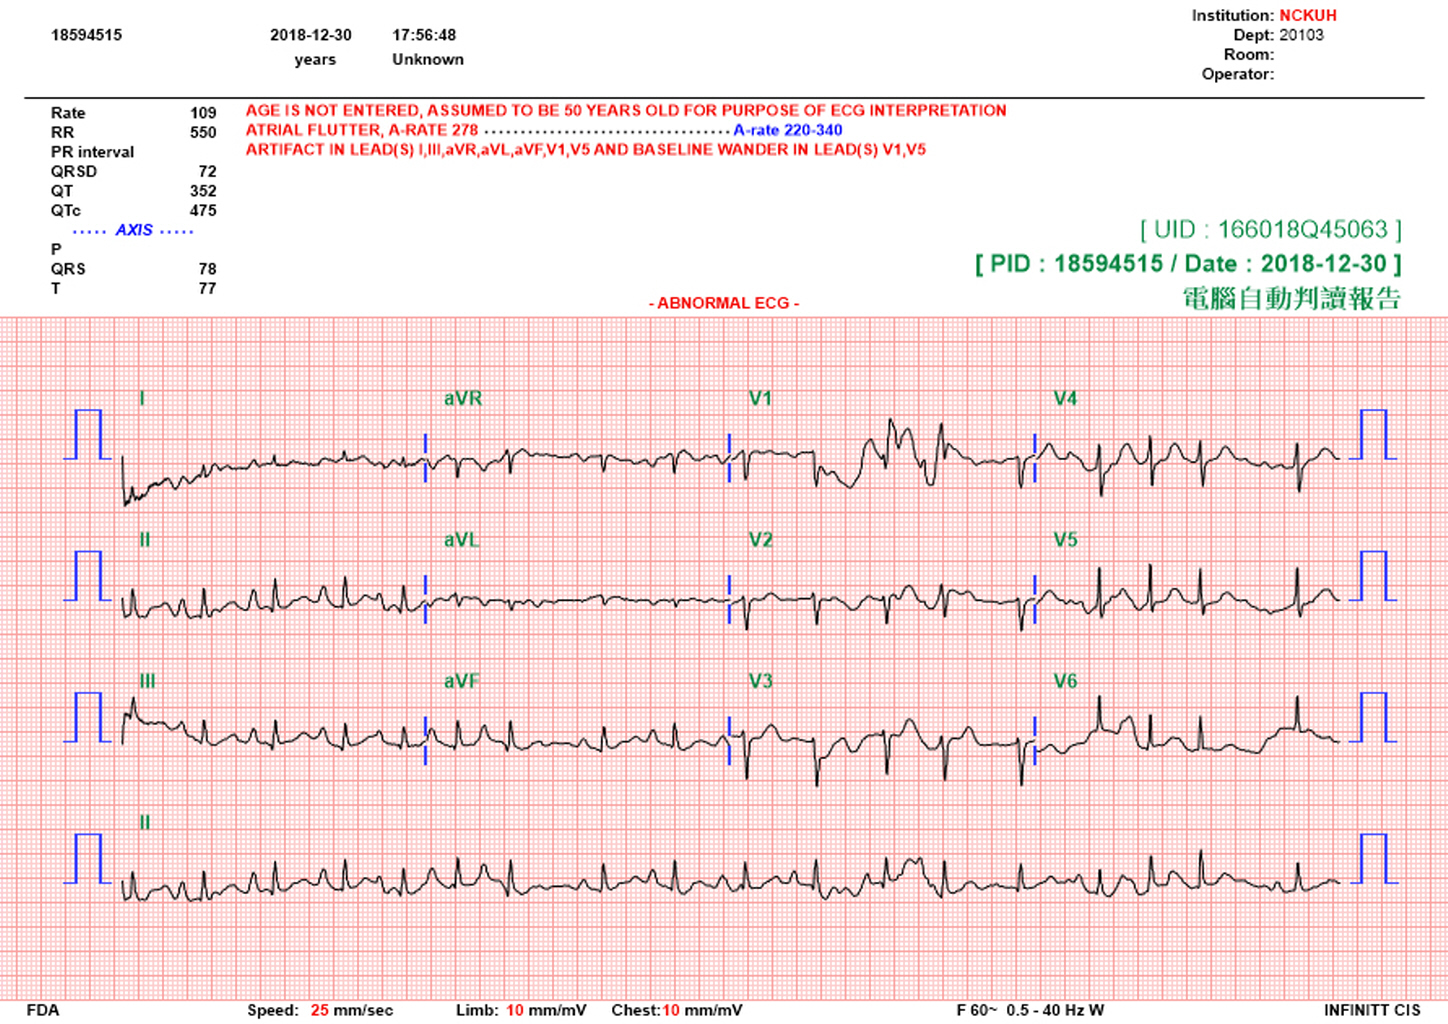 Institution: NCKUH
18594515 2018-12-30 17:56:48 Dept: 20103
years Unknown Room:
Operator:
Rate 109 AGE IS NOT ENTERED, ASSUMED TO BE 50 YEARS OLD FOR PURPOSE OF ECG INTERPRETATION
RR 550 ATRIAL FLUTTER, A-RATE 278 ································ A-rate 220-340
PR interval ARTIFACT IN LEAD(S) I,III,aVR,aVL,aVF,V1,V5 AND BASELINE WANDER IN LEAD(S) V1,V5
QRSD 72
QT 352
QTc 475
····· AXIS ·····
P
QRS 78
T 77
[ UID : 166018Q45063 ]
[ PID : 18594515 / Date : 2018-12-30 ]
電腦自動判讀報告
- ABNORMAL ECG -
I aVR V1 V4
II aVL V2 V5
III aVF V3 V6
II
FDA Speed: 25 mm/sec Limb: 10 mm/mV Chest:10 mm/mV F 60~ 0.5 - 40 Hz W INFINITT CIS